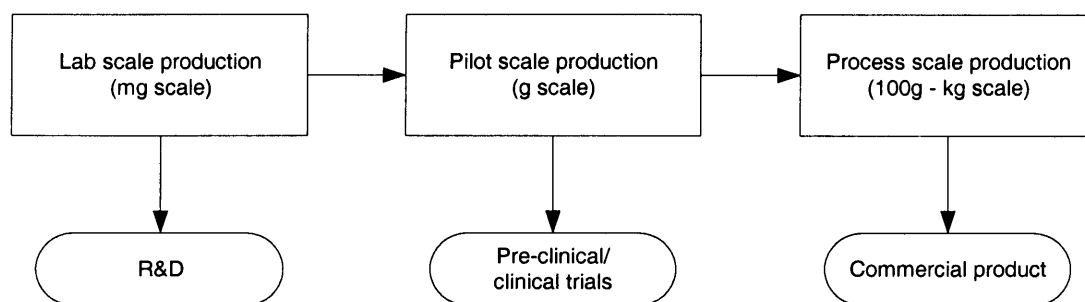 Lab scale production
(mg scale)
Pilot scale production
(g scale)
Process scale production
(100g - kg scale)
R&D
Pre-clinical/
clinical trials
Commercial product